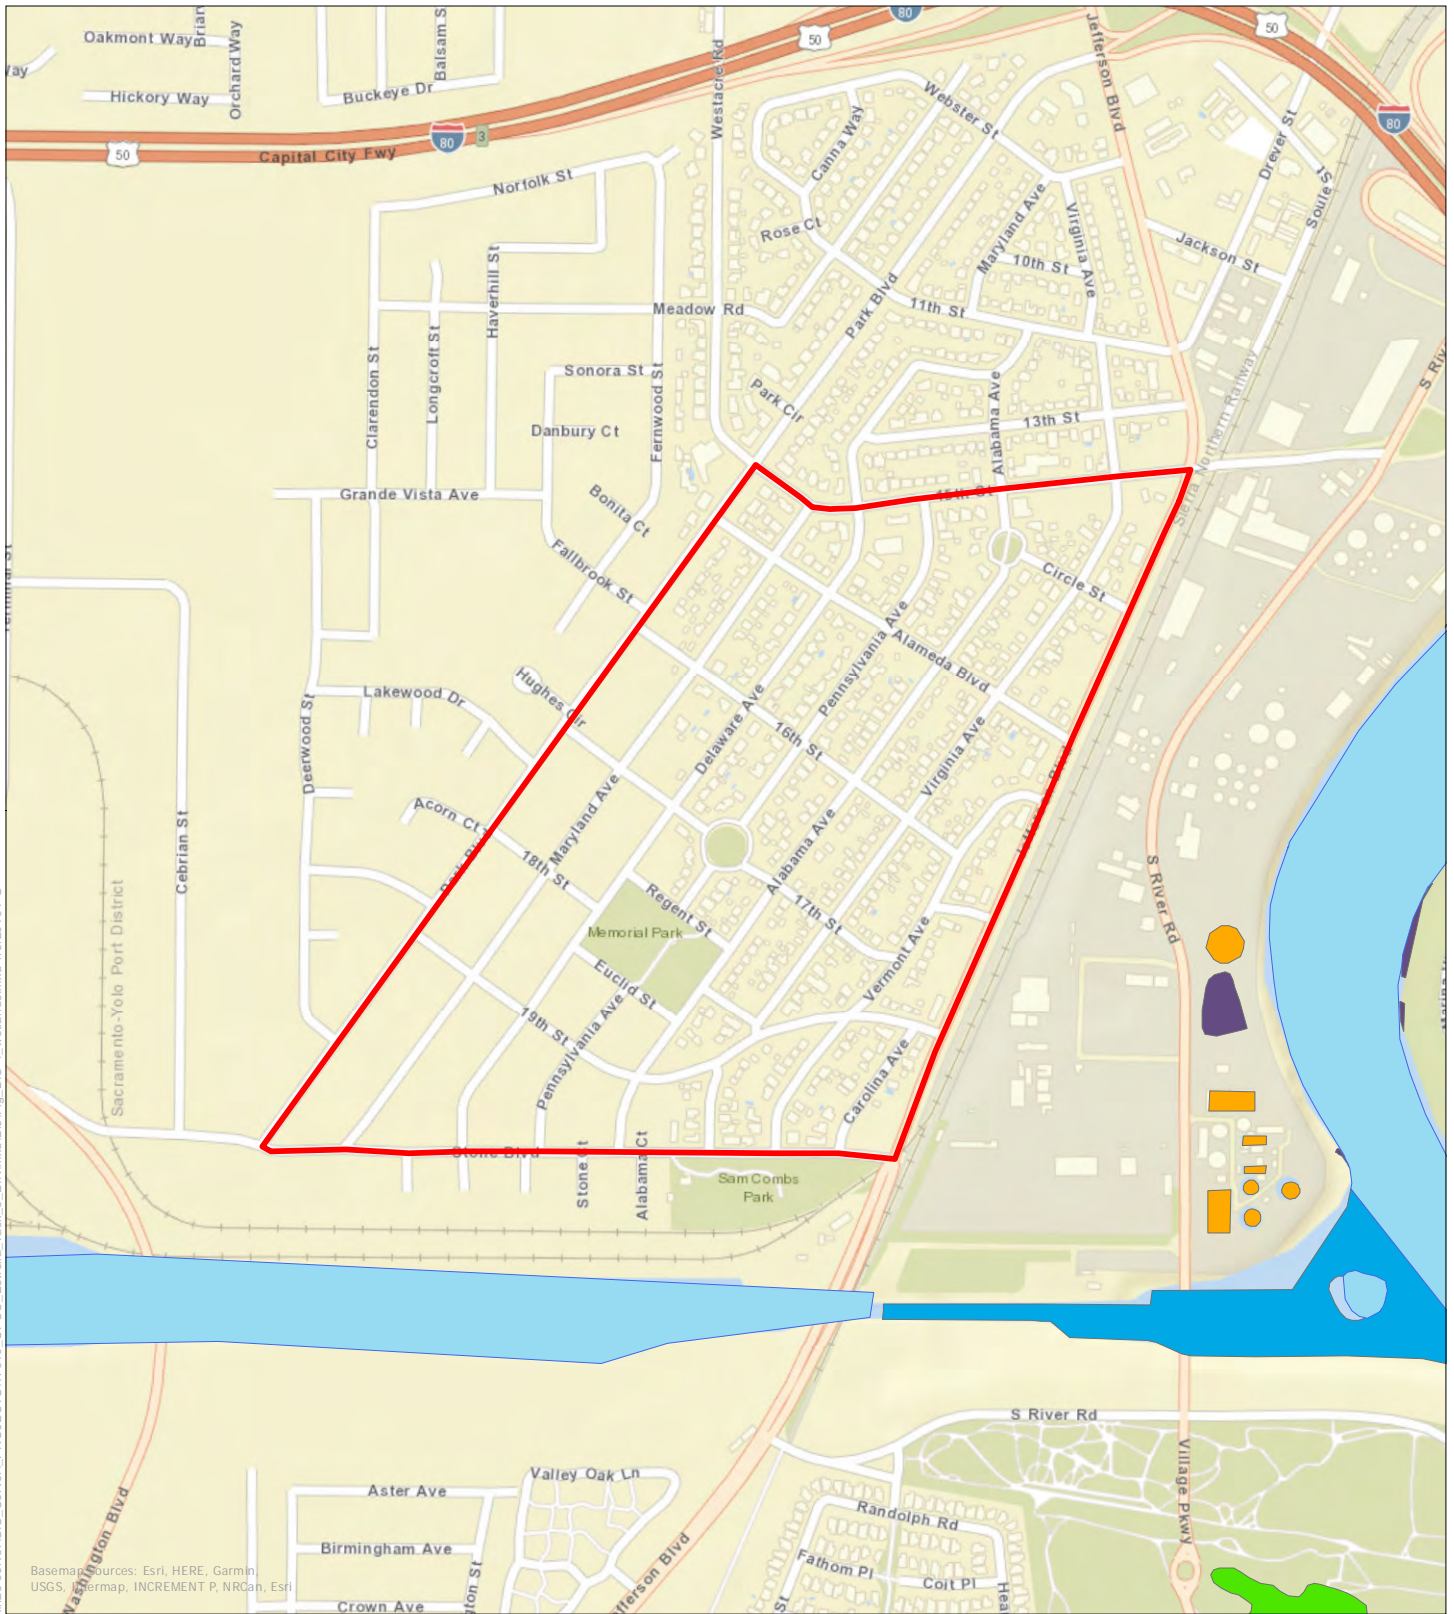 Oakmont Way
Orchard Way
Balsam S
Hickory Way
Buckeye Dr
Westacre Rd
Jefferson Blvd
80
50
50
80
50
80
3
Capital City Fwy
Webster St
Canna Way
Drever St
Soule St
Norfolk St
Rose Ct
Maryland Ave
Virginia Ave
Jackson St
10th St
Haverhill St
Park Blvd
11th St
Meadow Rd
Clarendon St
Longcroft St
Sonora St
Fernwood St
Park Cir
Alabama Ave
S Riv
Danbury Ct
13th St
Sierra Northern Railway
Grande Vista Ave
Bonita Ct
15th St
Fallbrook St
Circle St
Pennsylvania Ave
Alameda Blvd
Lakewood Dr
Hughes Cir
Deerwood St
Delaware Ave
16th St
Virginia Ave
Acorn Ct
Maryland Ave
Cebrian St
Park Blvd
18th St
Alabama Ave
S River Rd
Sacramento-Yolo Port District
Regent St
17th St
Memorial Park
Vermont Ave
Euclid St
19th St
Pennsylvania Ave
Carolina Ave
Stone Blvd
Stone Ct
Alabama Ct
Sam Combs
Park
S River Rd
Village Pkwy
Valley Oak Ln
Aster Ave
Randolph Rd
Washington Blvd
Birmingham Ave
Fathom Pl
Coit Pl
fferson Blvd
gton St
Hea
St
Crown Ave
Basemap Sources: Esri, HERE, Garmin,
USGS, Intermap, INCREMENT P, NRCan, Esri